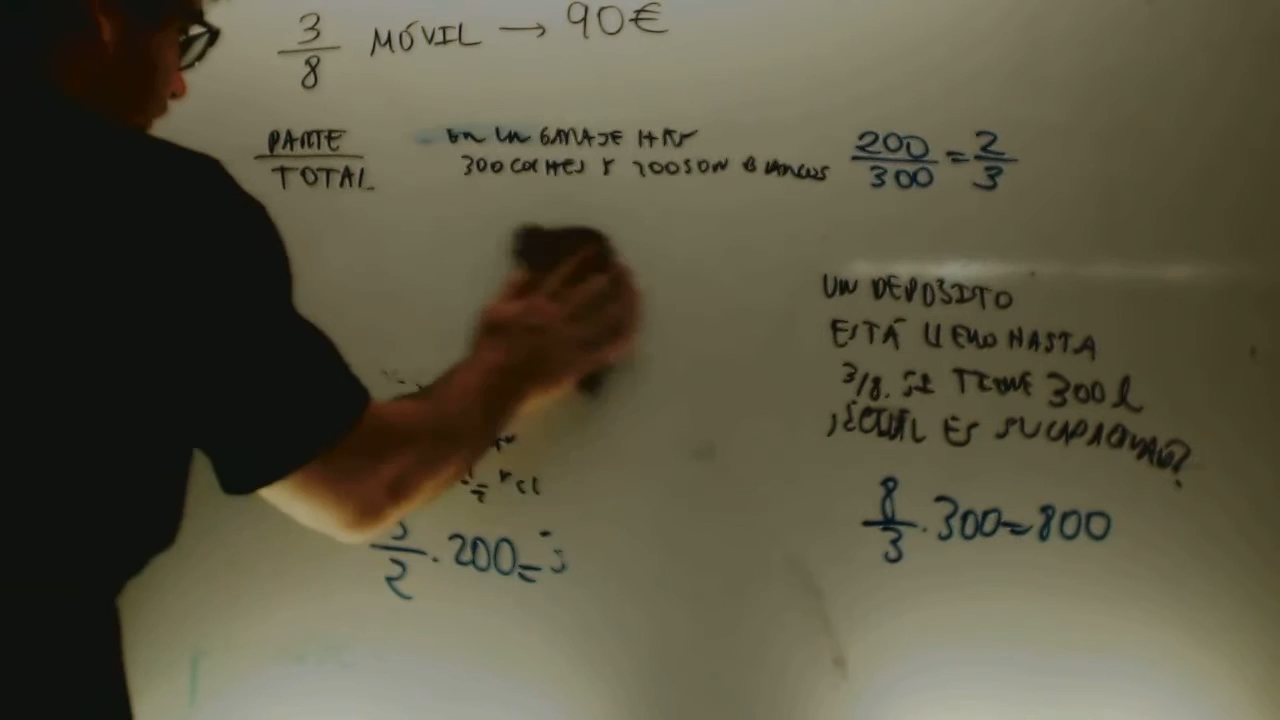 3/8 MÓVIL → 90€
PARTE/TOTAL
EN UN GARAJE HAY
300 COCHES Y 200 SON BLANCOS
200/300 = 2/3
UN DEPÓSITO
ESTÁ LLENO HASTA
3/8. SI TIENE 300 l
¿CUÁL ES SU CAPACIDAD?
8/3 · 300 = 800
3/2 · 200 =